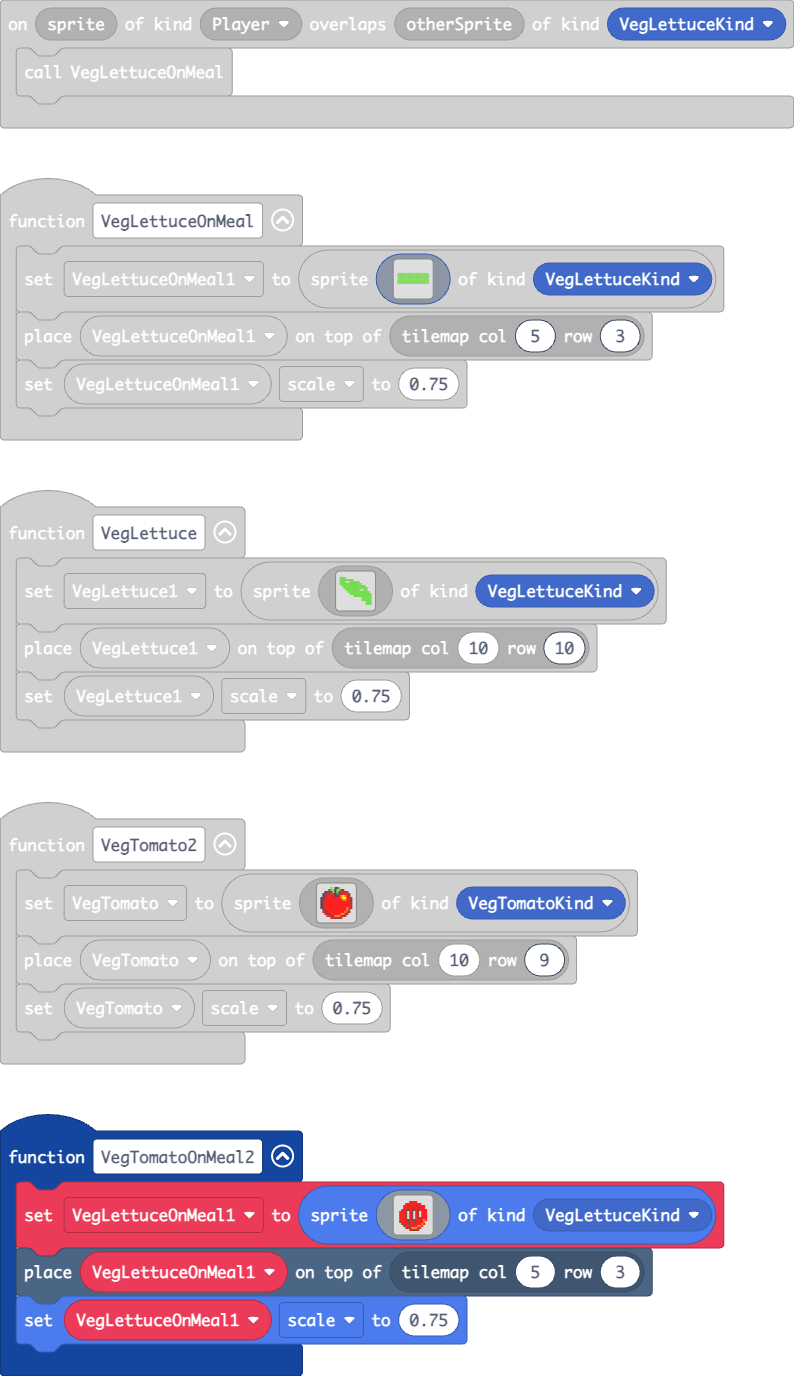 on sprite of kind Player overlaps otherSprite of kind VegLettuceKind
call VegLettuceOnMeal
function VegLettuceOnMeal
set VegLettuceOnMeal1 to sprite of kind VegLettuceKind
place VegLettuceOnMeal1 on top of tilemap col 5 row 3
set VegLettuceOnMeal1 scale to 0.75
function VegLettuce
set VegLettuce1 to sprite of kind VegLettuceKind
place VegLettuce1 on top of tilemap col 10 row 10
set VegLettuce1 scale to 0.75
function VegTomato2
set VegTomato to sprite of kind VegTomatoKind
place VegTomato on top of tilemap col 10 row 9
set VegTomato scale to 0.75
function VegTomatoOnMeal2
set VegLettuceOnMeal1 to sprite of kind VegLettuceKind
place VegLettuceOnMeal1 on top of tilemap col 5 row 3
set VegLettuceOnMeal1 scale to 0.75